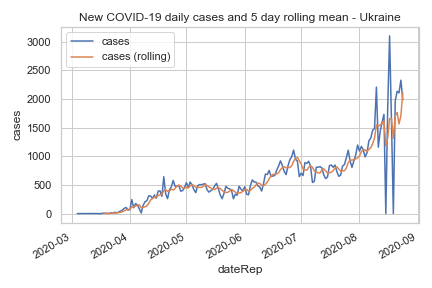 New COVID-19 daily cases and 5 day rolling mean - Ukraine
cases
cases (rolling)
3000
2500
2000
1500
1000
500
0
cases
2020-03
2020-04
2020-05
2020-06
2020-07
2020-08
2020-09
dateRep